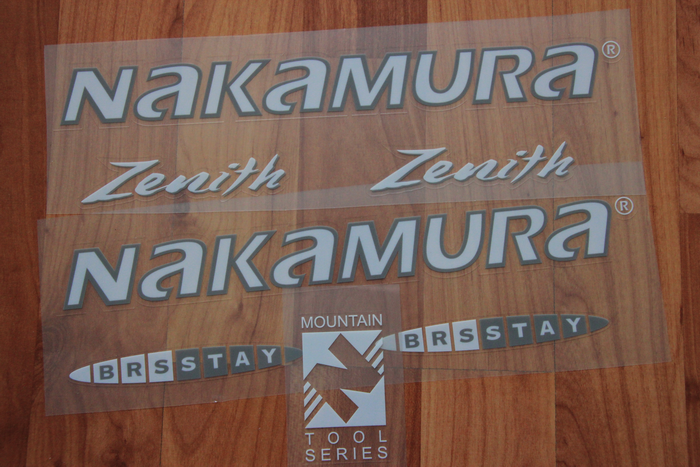 NAKAMURA®
Zenith Zenith
NAKAMURA®
BRSSTAY BRSSTAY
MOUNTAIN
TOOL
SERIES